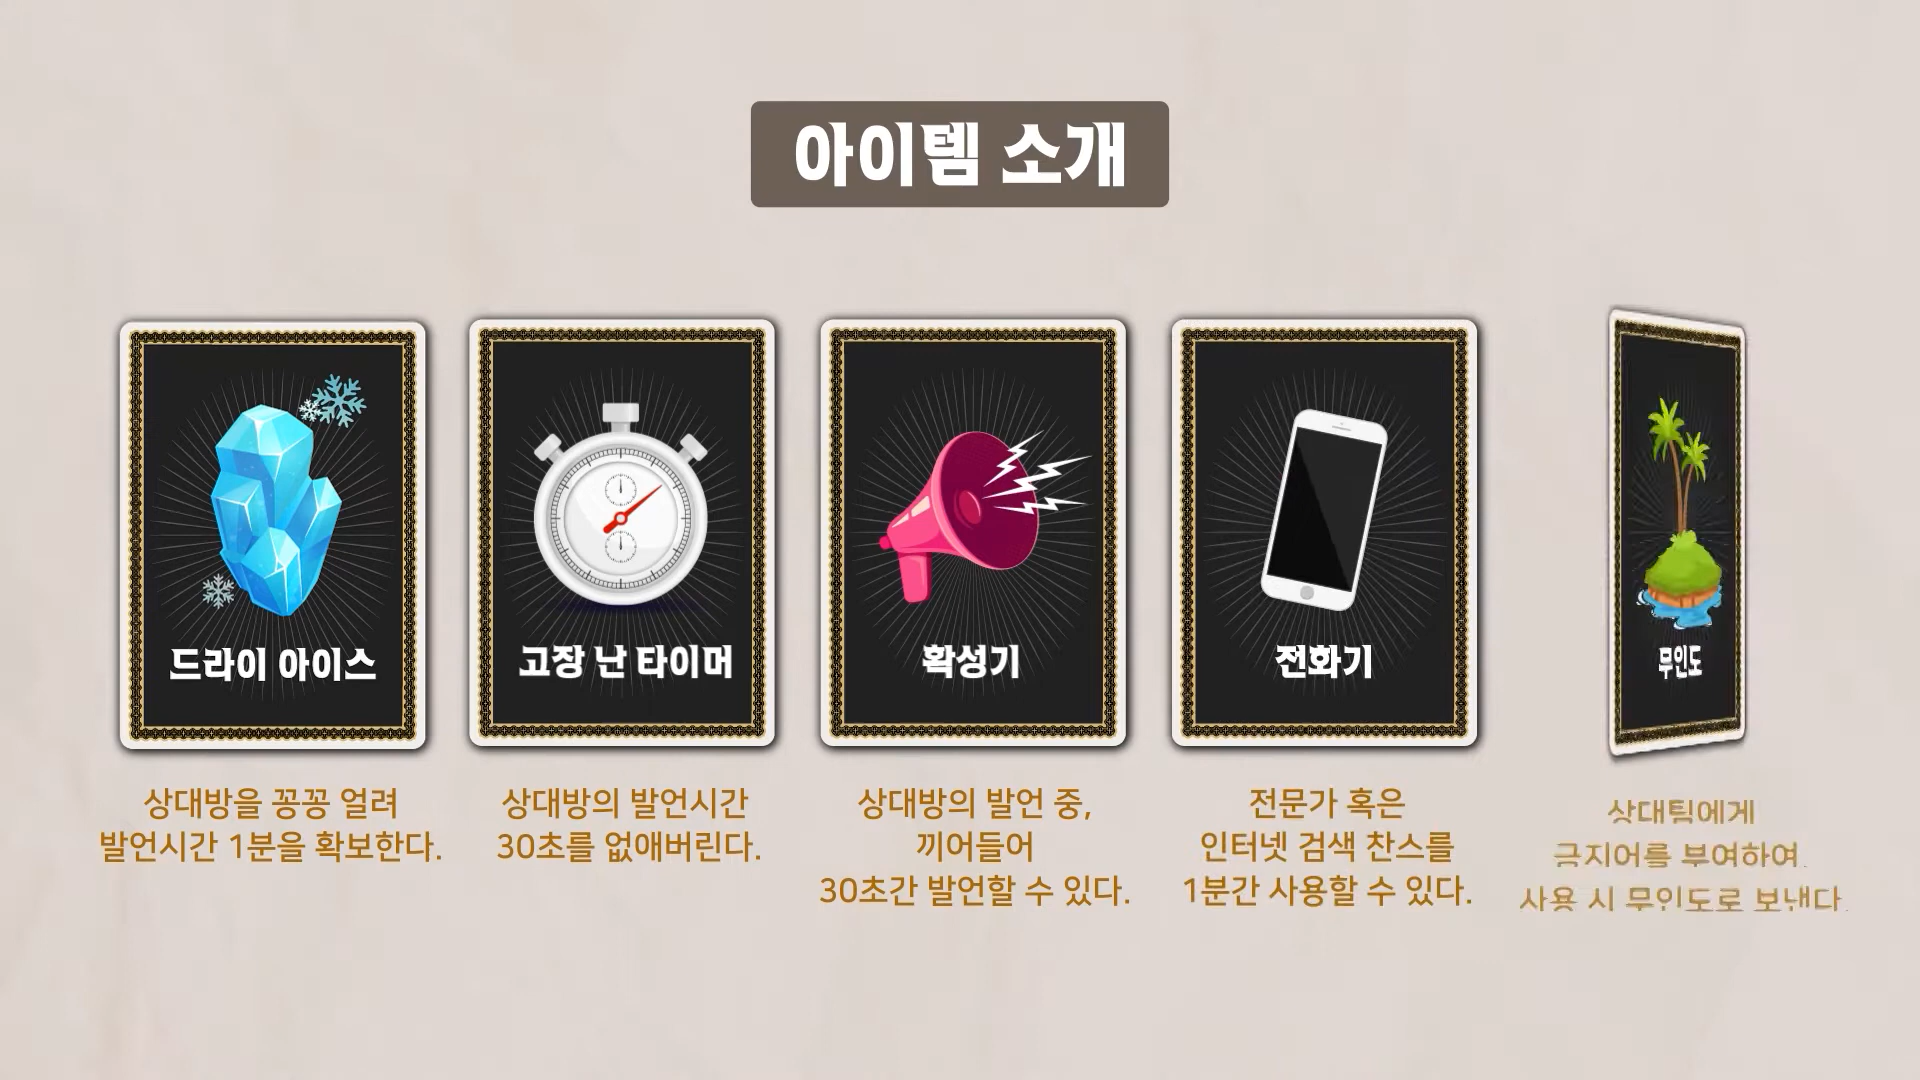 아이템 소개
드라이 아이스
상대방을 꽁꽁 얼려
발언시간 1분을 확보한다.
고장 난 타이머
상대방의 발언시간
30초를 없애버린다.
확성기
상대방의 발언 중,
끼어들어
30초간 발언할 수 있다.
전화기
전문가 혹은
인터넷 검색 찬스를
1분간 사용할 수 있다.
무인도
상대팀에게
금지어를 부여하여,
사용 시 무인도로 보낸다.